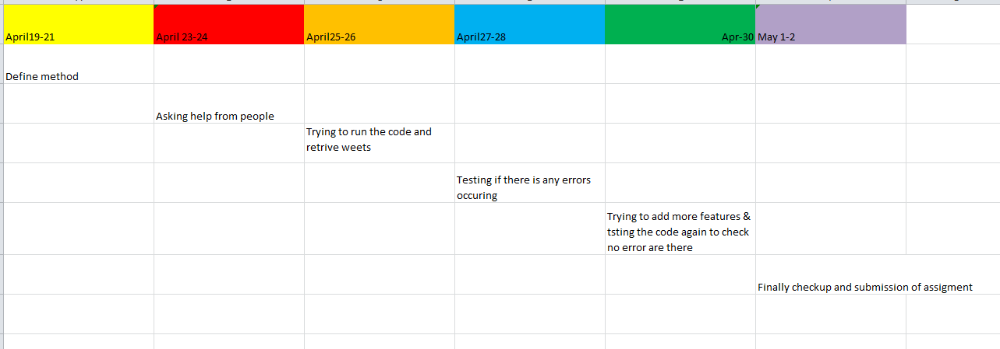 April19-21
April 23-24
April25-26
April27-28
Apr-30
May 1-2
Define method
Asking help from people
Trying to run the code and
retrive weets
Testing if there is any errors
occuring
Trying to add more features &
tsting the code again to check
no error are there
Finally checkup and submission of assigment